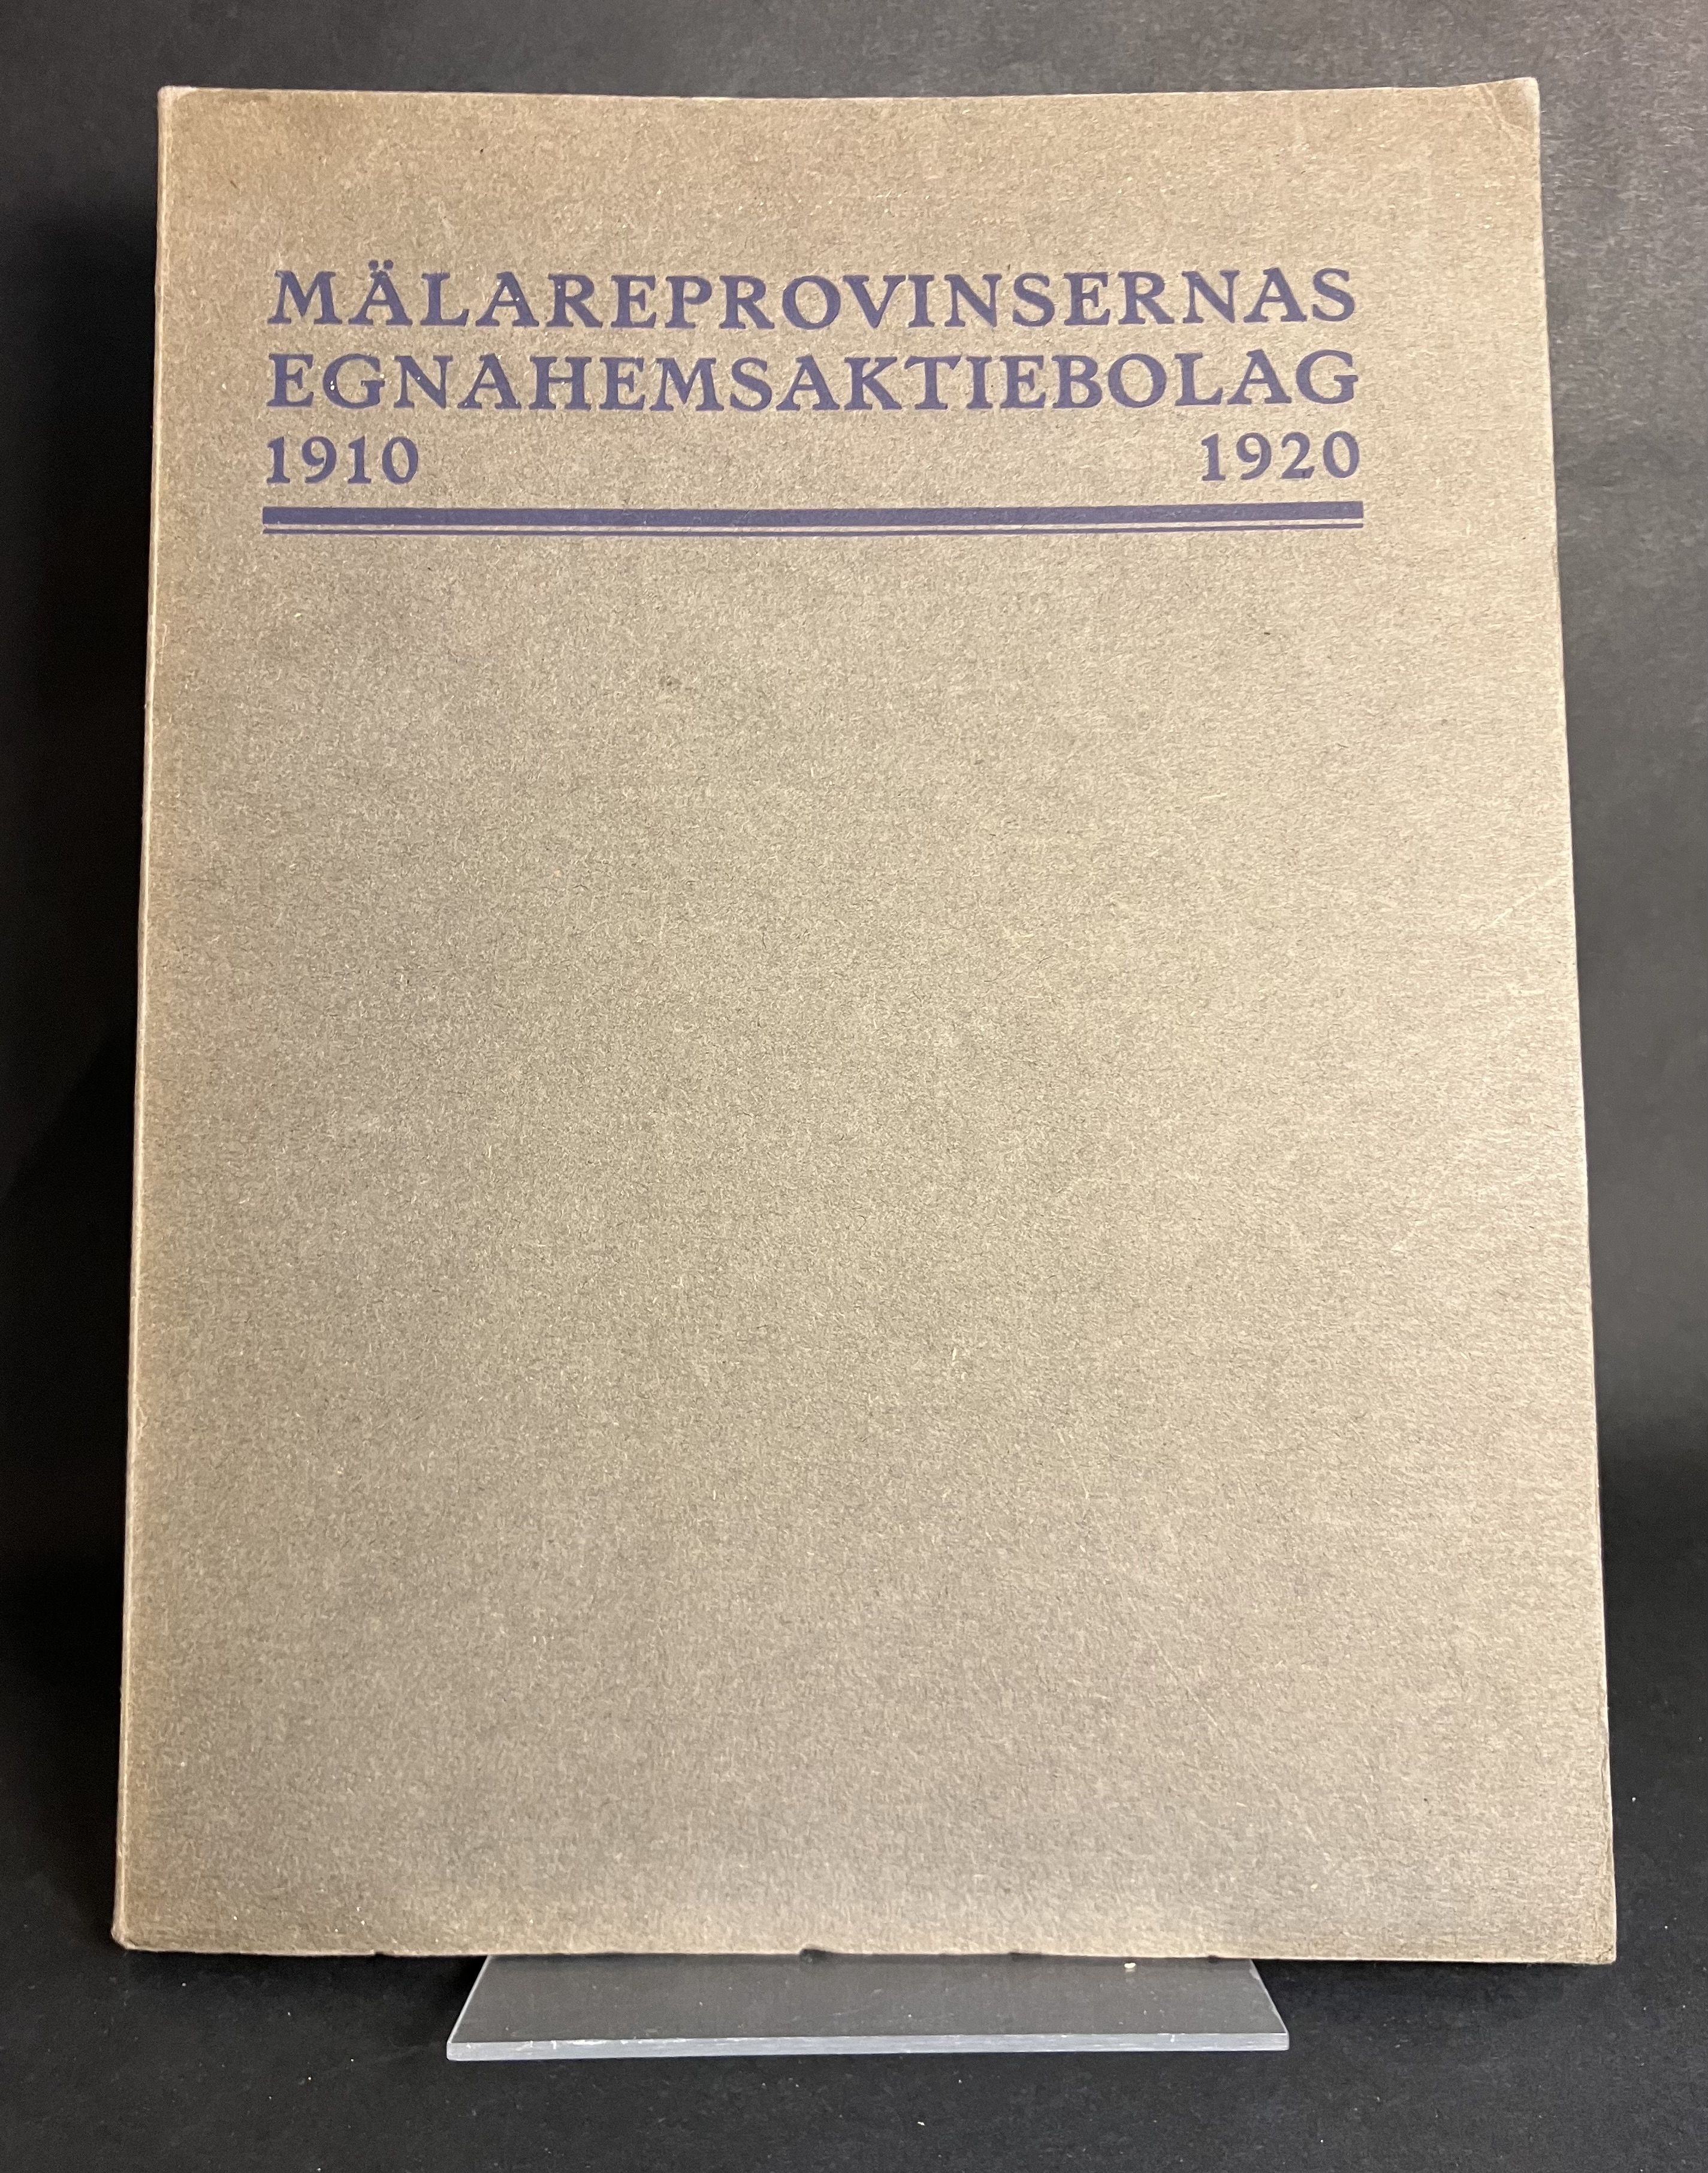 MÄLAREPROVINSERNAS
EGNAHEMSAKTIEBOLAG
1910 1920